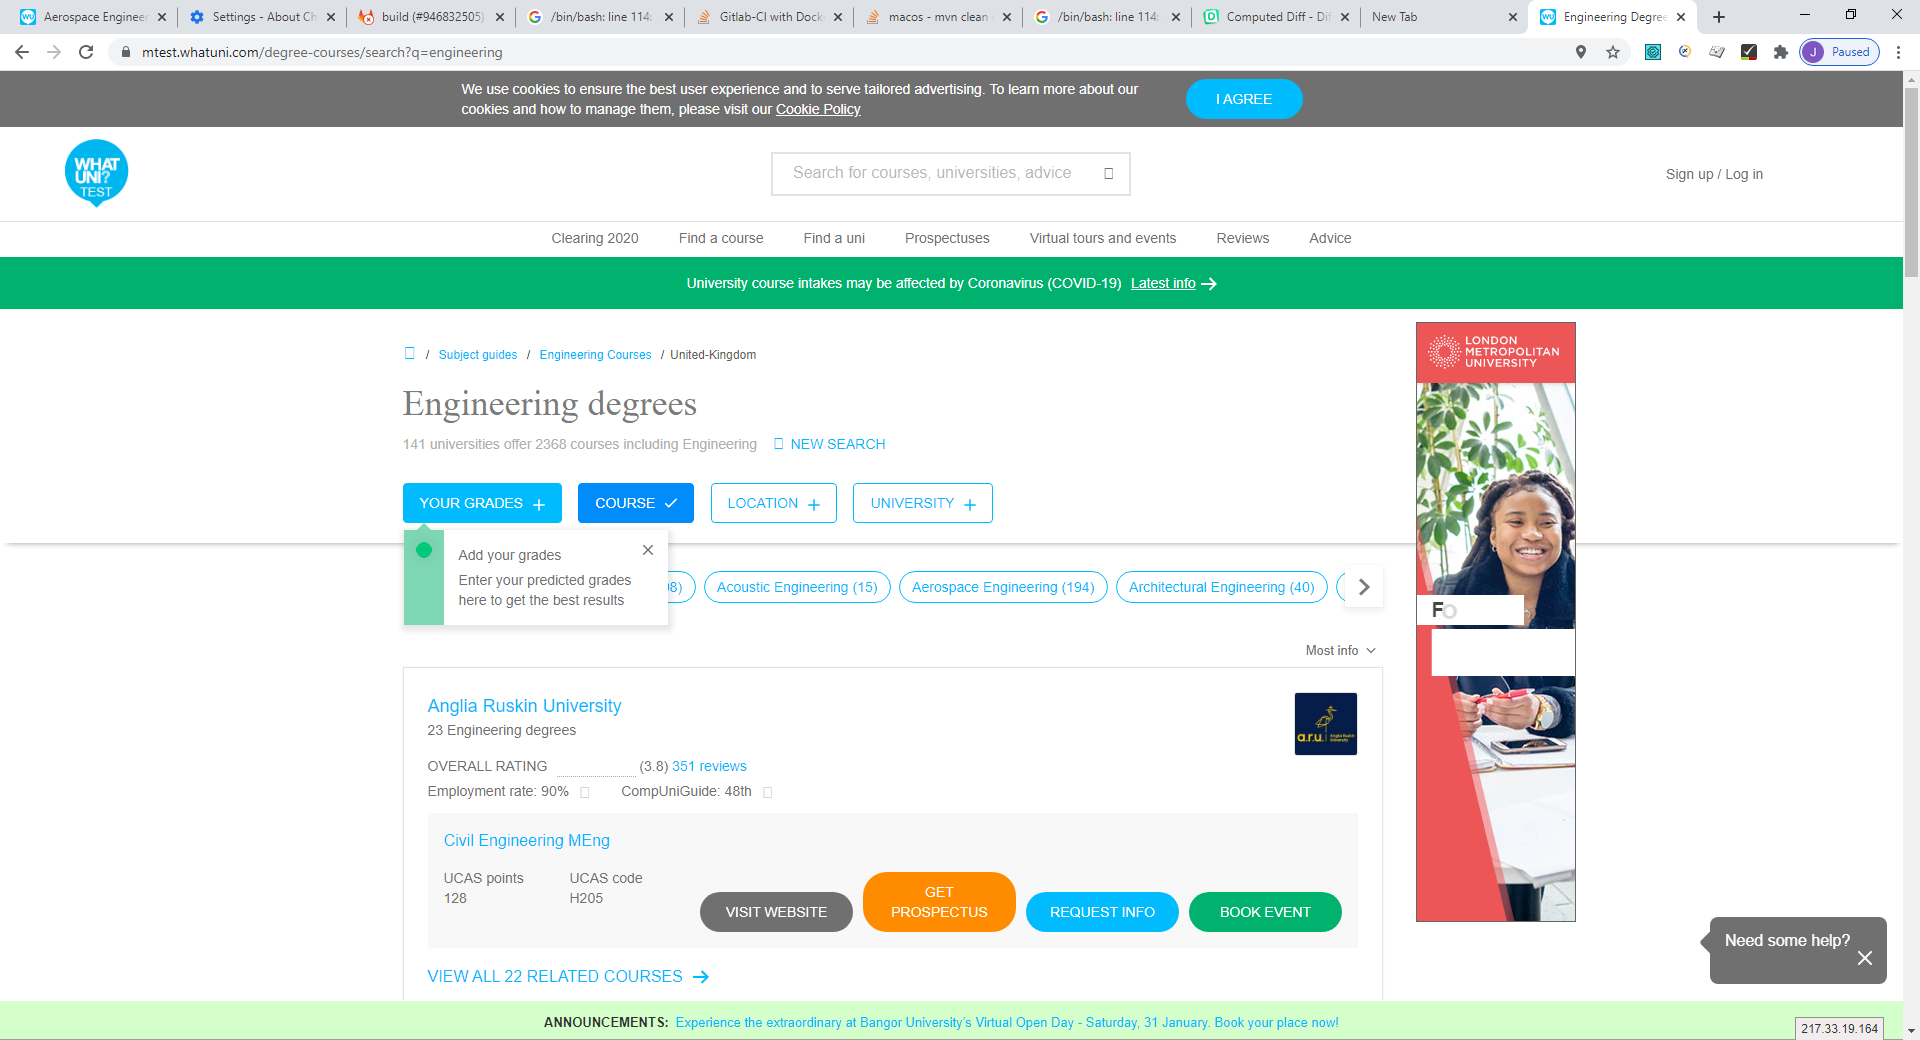 Aerospace Engineer
Settings - About Ch
build (#946832505)
/bin/bash: line 114:
Gitlab-CI with Dock
macos - mvn clean
/bin/bash: line 114:
Computed Diff - Dif
New Tab
Engineering Degree
mtest.whatuni.com/degree-courses/search?q=engineering
J Paused
We use cookies to ensure the best user experience and to serve tailored advertising. To learn more about our
cookies and how to manage them, please visit our Cookie Policy
I AGREE
WHAT
UNI?
TEST
Search for courses, universities, advice
Sign up / Log in
Clearing 2020 Find a course Find a uni Prospectuses Virtual tours and events Reviews Advice
University course intakes may be affected by Coronavirus (COVID-19) Latest info
/ Subject guides / Engineering Courses / United-Kingdom
Engineering degrees
141 universities offer 2368 courses including Engineering NEW SEARCH
YOUR GRADES COURSE LOCATION UNIVERSITY
Add your grades
Enter your predicted grades
here to get the best results
8) Acoustic Engineering (15) Aerospace Engineering (194) Architectural Engineering (40)
Most info
Anglia Ruskin University
23 Engineering degrees
OVERALL RATING (3.8) 351 reviews
Employment rate: 90% CompUniGuide: 48th
a.r.u. Anglia Ruskin
University
Civil Engineering MEng
UCAS points UCAS code
128 H205
VISIT WEBSITE
GET
PROSPECTUS
REQUEST INFO
BOOK EVENT
VIEW ALL 22 RELATED COURSES
LONDON
METROPOLITAN
UNIVERSITY
Fo
Need some help?
ANNOUNCEMENTS: Experience the extraordinary at Bangor University's Virtual Open Day - Saturday, 31 January. Book your place now!
217.33.19.164